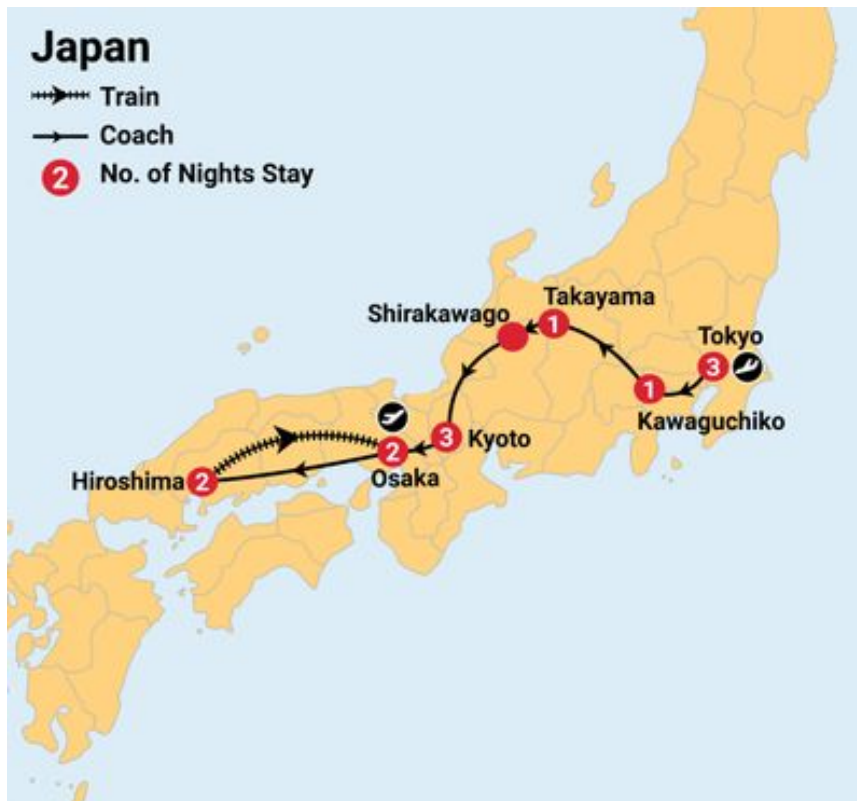 Japan
Train
Coach
2 No. of Nights Stay
Takayama
Shirakawago
1
Tokyo
3
1
Kawaguchiko
3 Kyoto
2
Osaka
Hiroshima 2